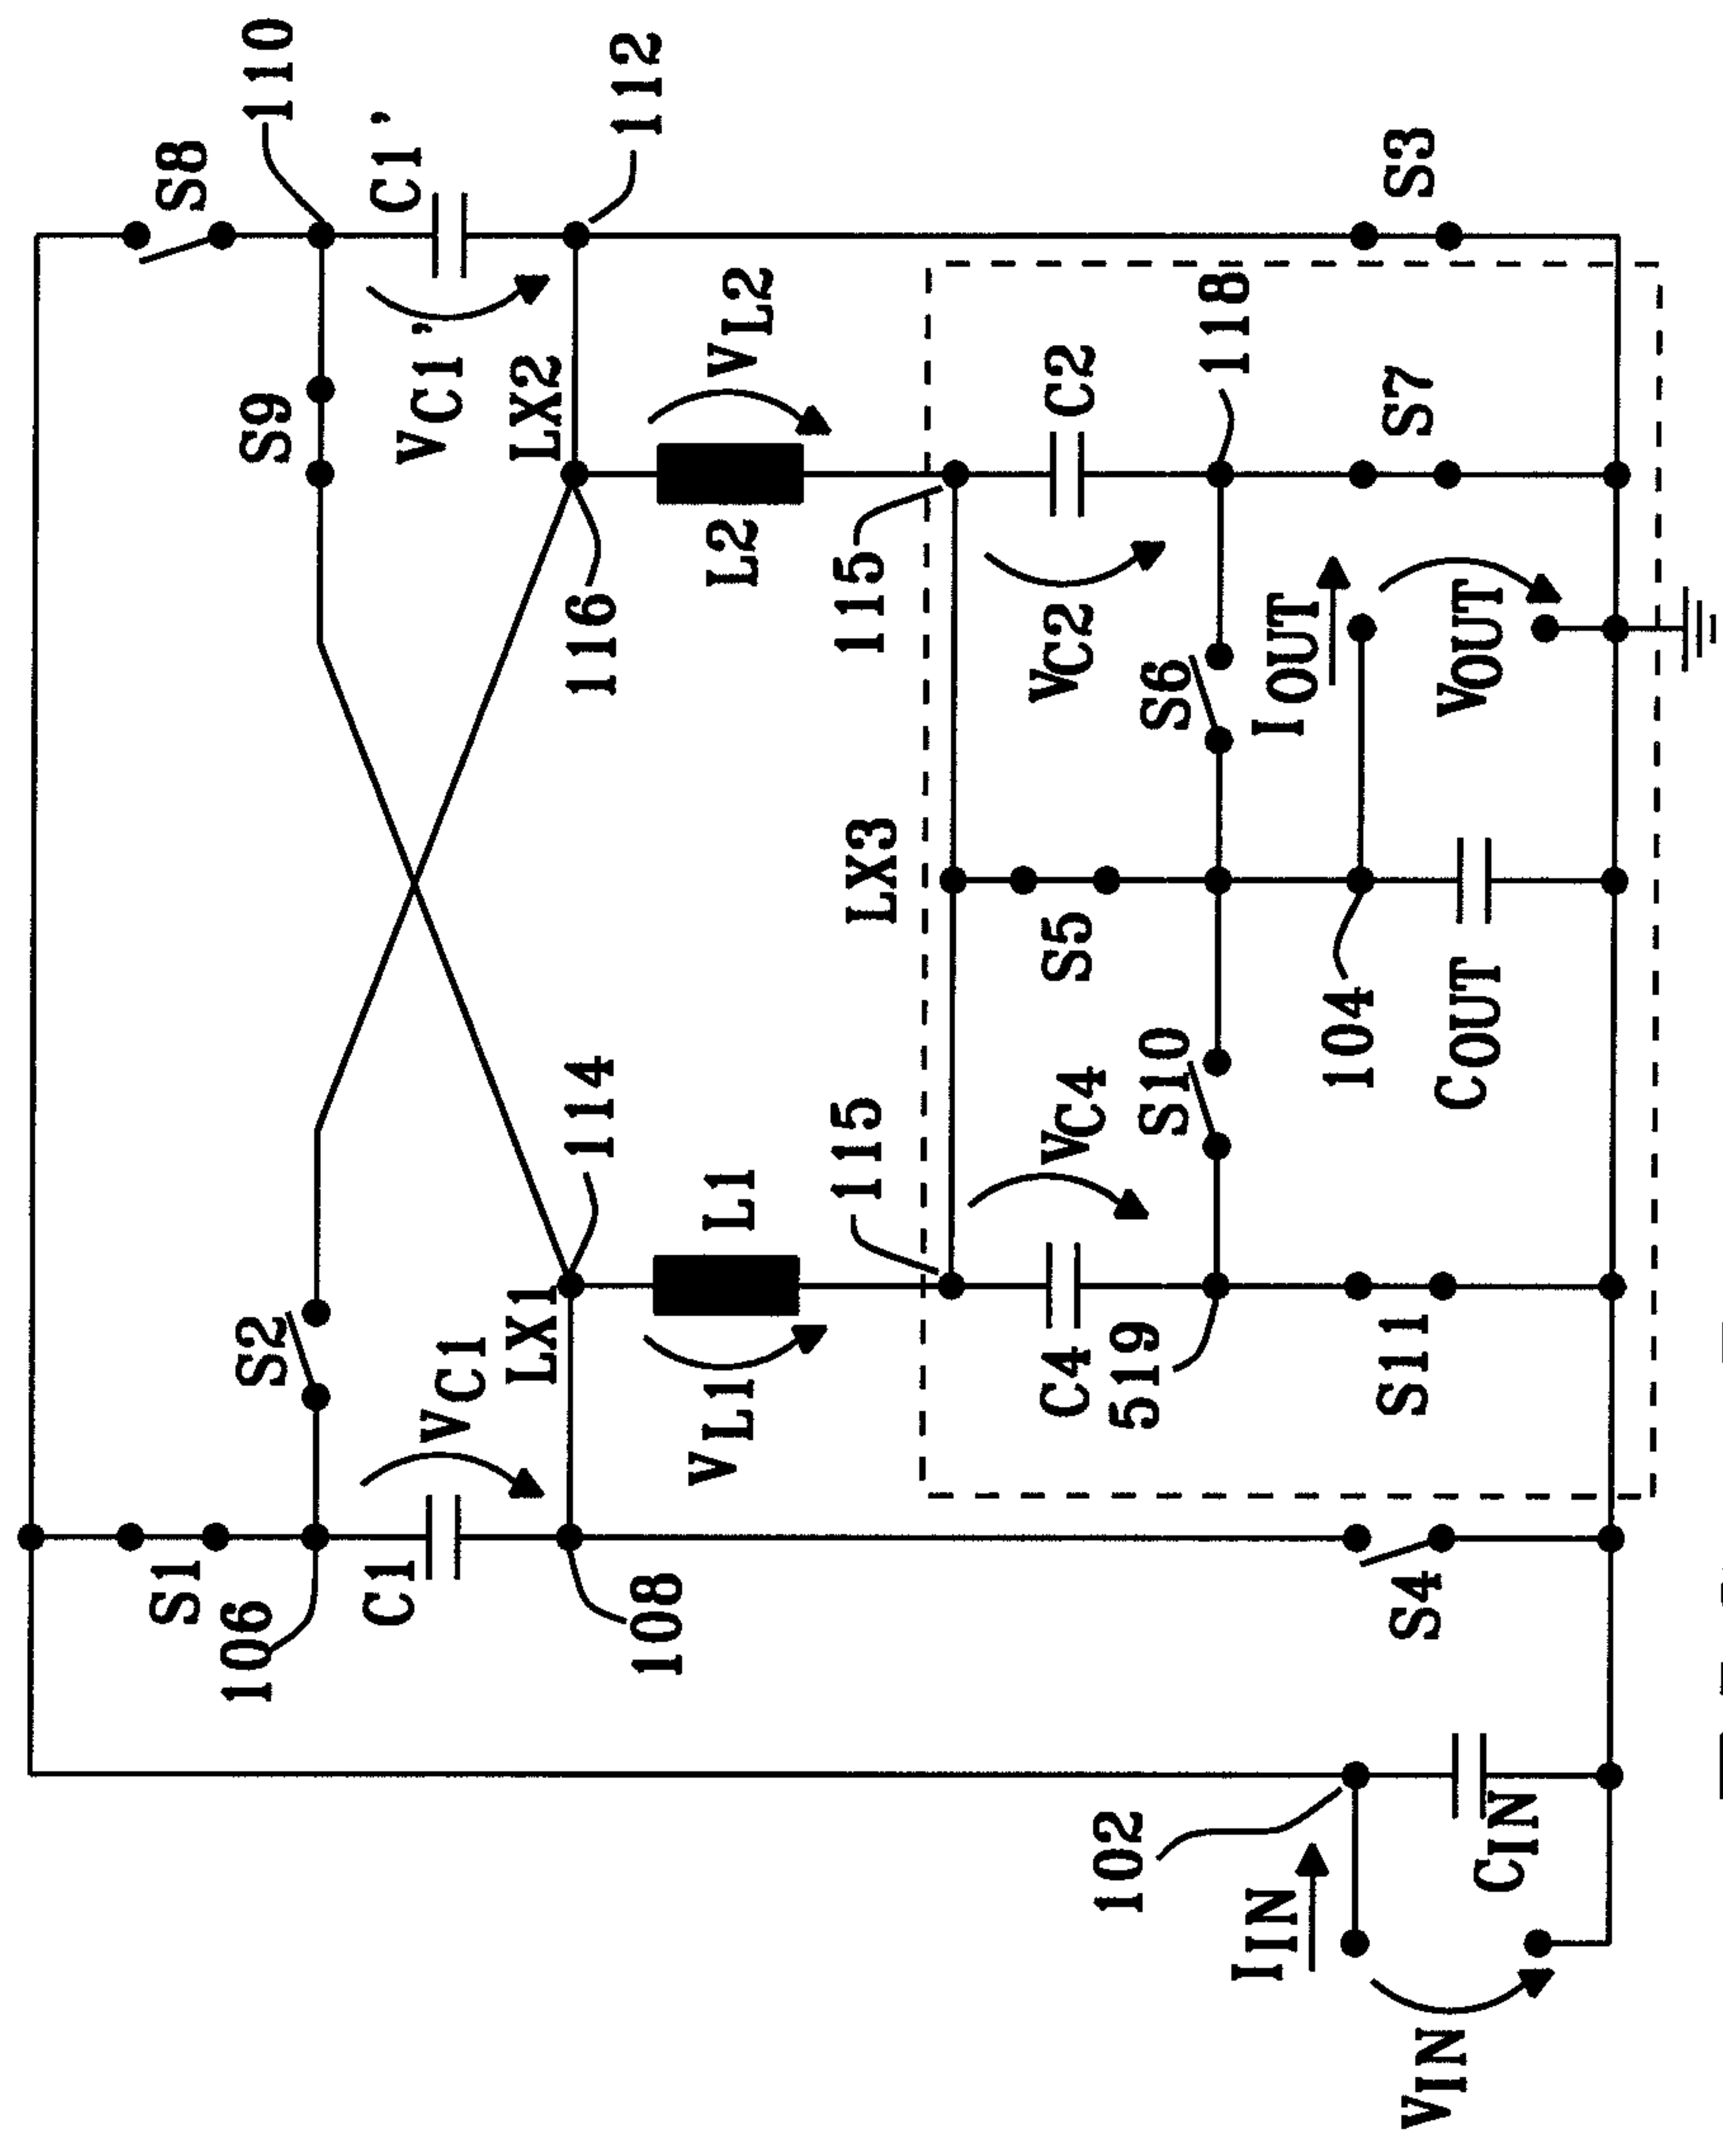 S8
110
C1'
112
S9
VC1'
LX2
VL2
116
L2
115
C2
118
VC2
S6
S7
S3
IOUT
VOUT
LX3
S5
104
COUT
S2
114
L1
115
VC4
S10
S1
106
C1
VC1
LX1
VL1
108
C4
519
S11
S4
102
IIN
CIN
VIN